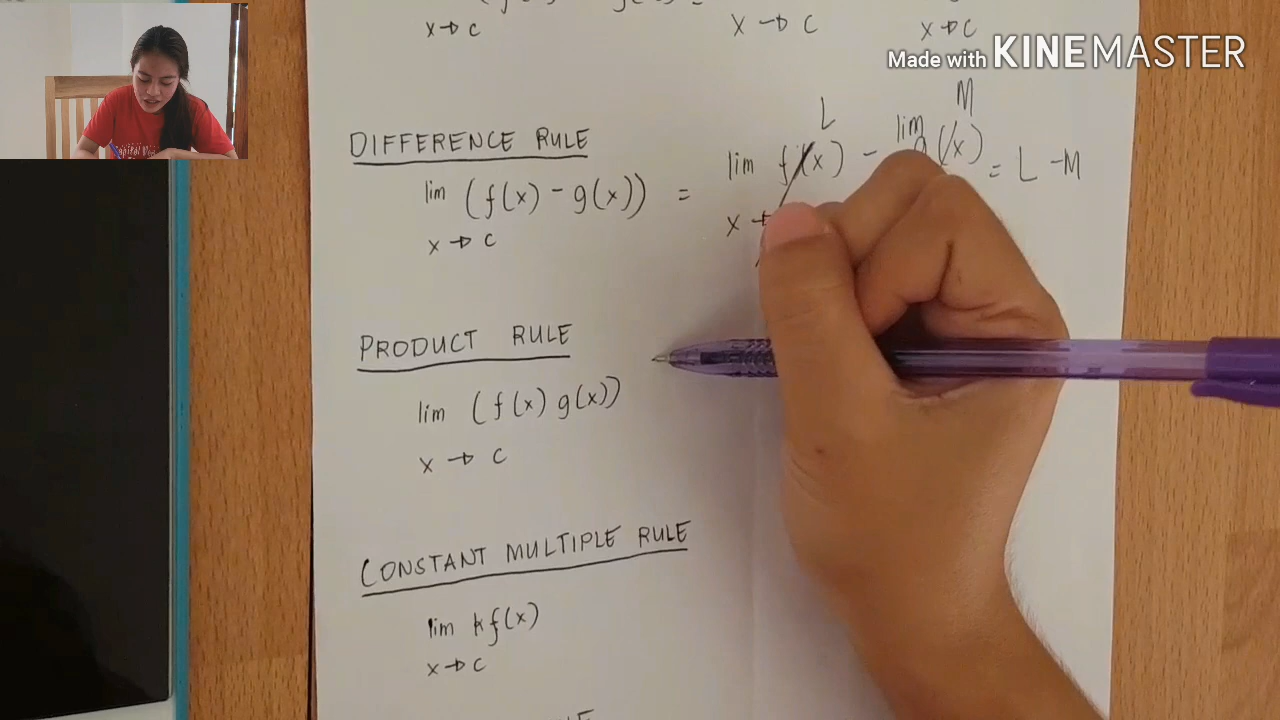 x → c x → c x → c
Made with KINEMASTER
L M
DIFFERENCE RULE
lim (f(x) - g(x)) = lim f(x) - lim g(x) = L - M
x → c x →
PRODUCT RULE
lim (f(x) g(x))
x → c
CONSTANT MULTIPLE RULE
lim kf(x)
x → c